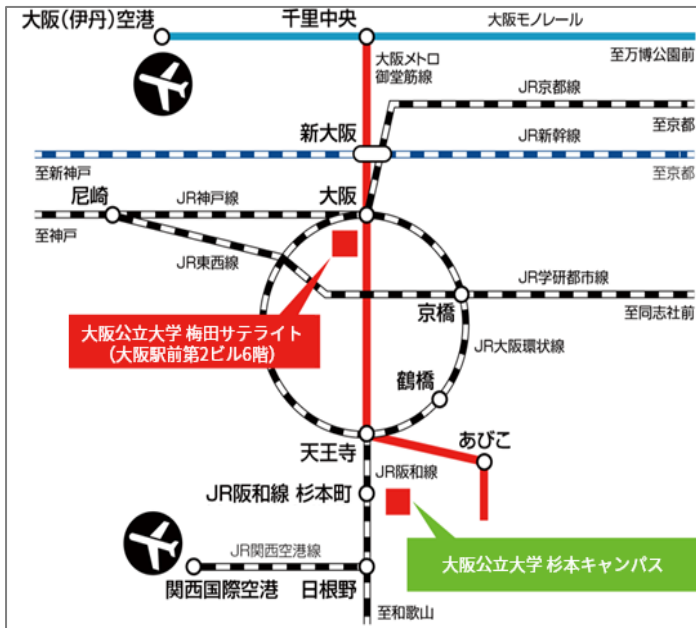 大阪(伊丹)空港
千里中央
大阪モノレール
至万博公園前
大阪メトロ
御堂筋線
JR京都線
至京都
新大阪
JR新幹線
至新神戸
至京都
尼崎
JR神戸線
大阪
至神戸
JR東西線
JR学研都市線
京橋
至同志社前
大阪公立大学 梅田サテライト
(大阪駅前第2ビル6階)
JR大阪環状線
鶴橋
天王寺
あびこ
JR阪和線
JR阪和線 杉本町
JR関西空港線
大阪公立大学 杉本キャンパス
関西国際空港
日根野
至和歌山